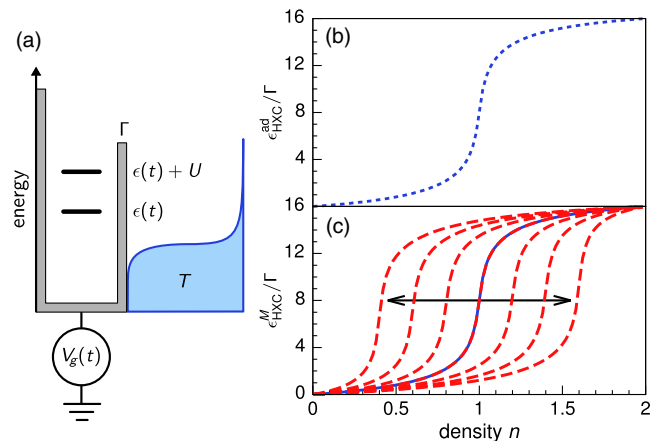 (a)
energy
Γ
ϵ(t) + U
ϵ(t)
T
V_g(t)
(b)
ϵ^ad_HXC/Γ
16
12
8
4
16
(c)
ϵ^M_HXC/Γ
12
8
4
0
0 0.5 1 1.5 2
density n